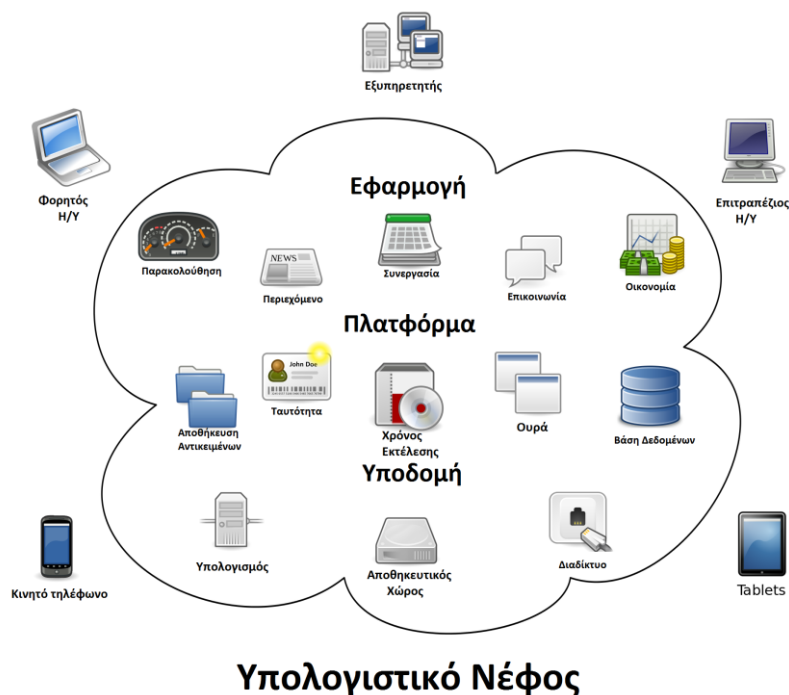 Εξυπηρετητής
Φορητός
Η/Υ
Επιτραπέζιος
Η/Υ
Εφαρμογή
Παρακολούθηση
NEWS
Περιεχόμενο
Συνεργασία
Επικοινωνία
Οικονομία
Πλατφόρμα
John Doe
Ταυτότητα
Αποθήκευση
Αντικειμένων
Χρόνος
Εκτέλεσης
Ουρά
Βάση Δεδομένων
Υποδομή
Υπολογισμός
Αποθηκευτικός
Χώρος
Διαδίκτυο
Κινητό τηλέφωνο
Tablets
Υπολογιστικό Νέφος